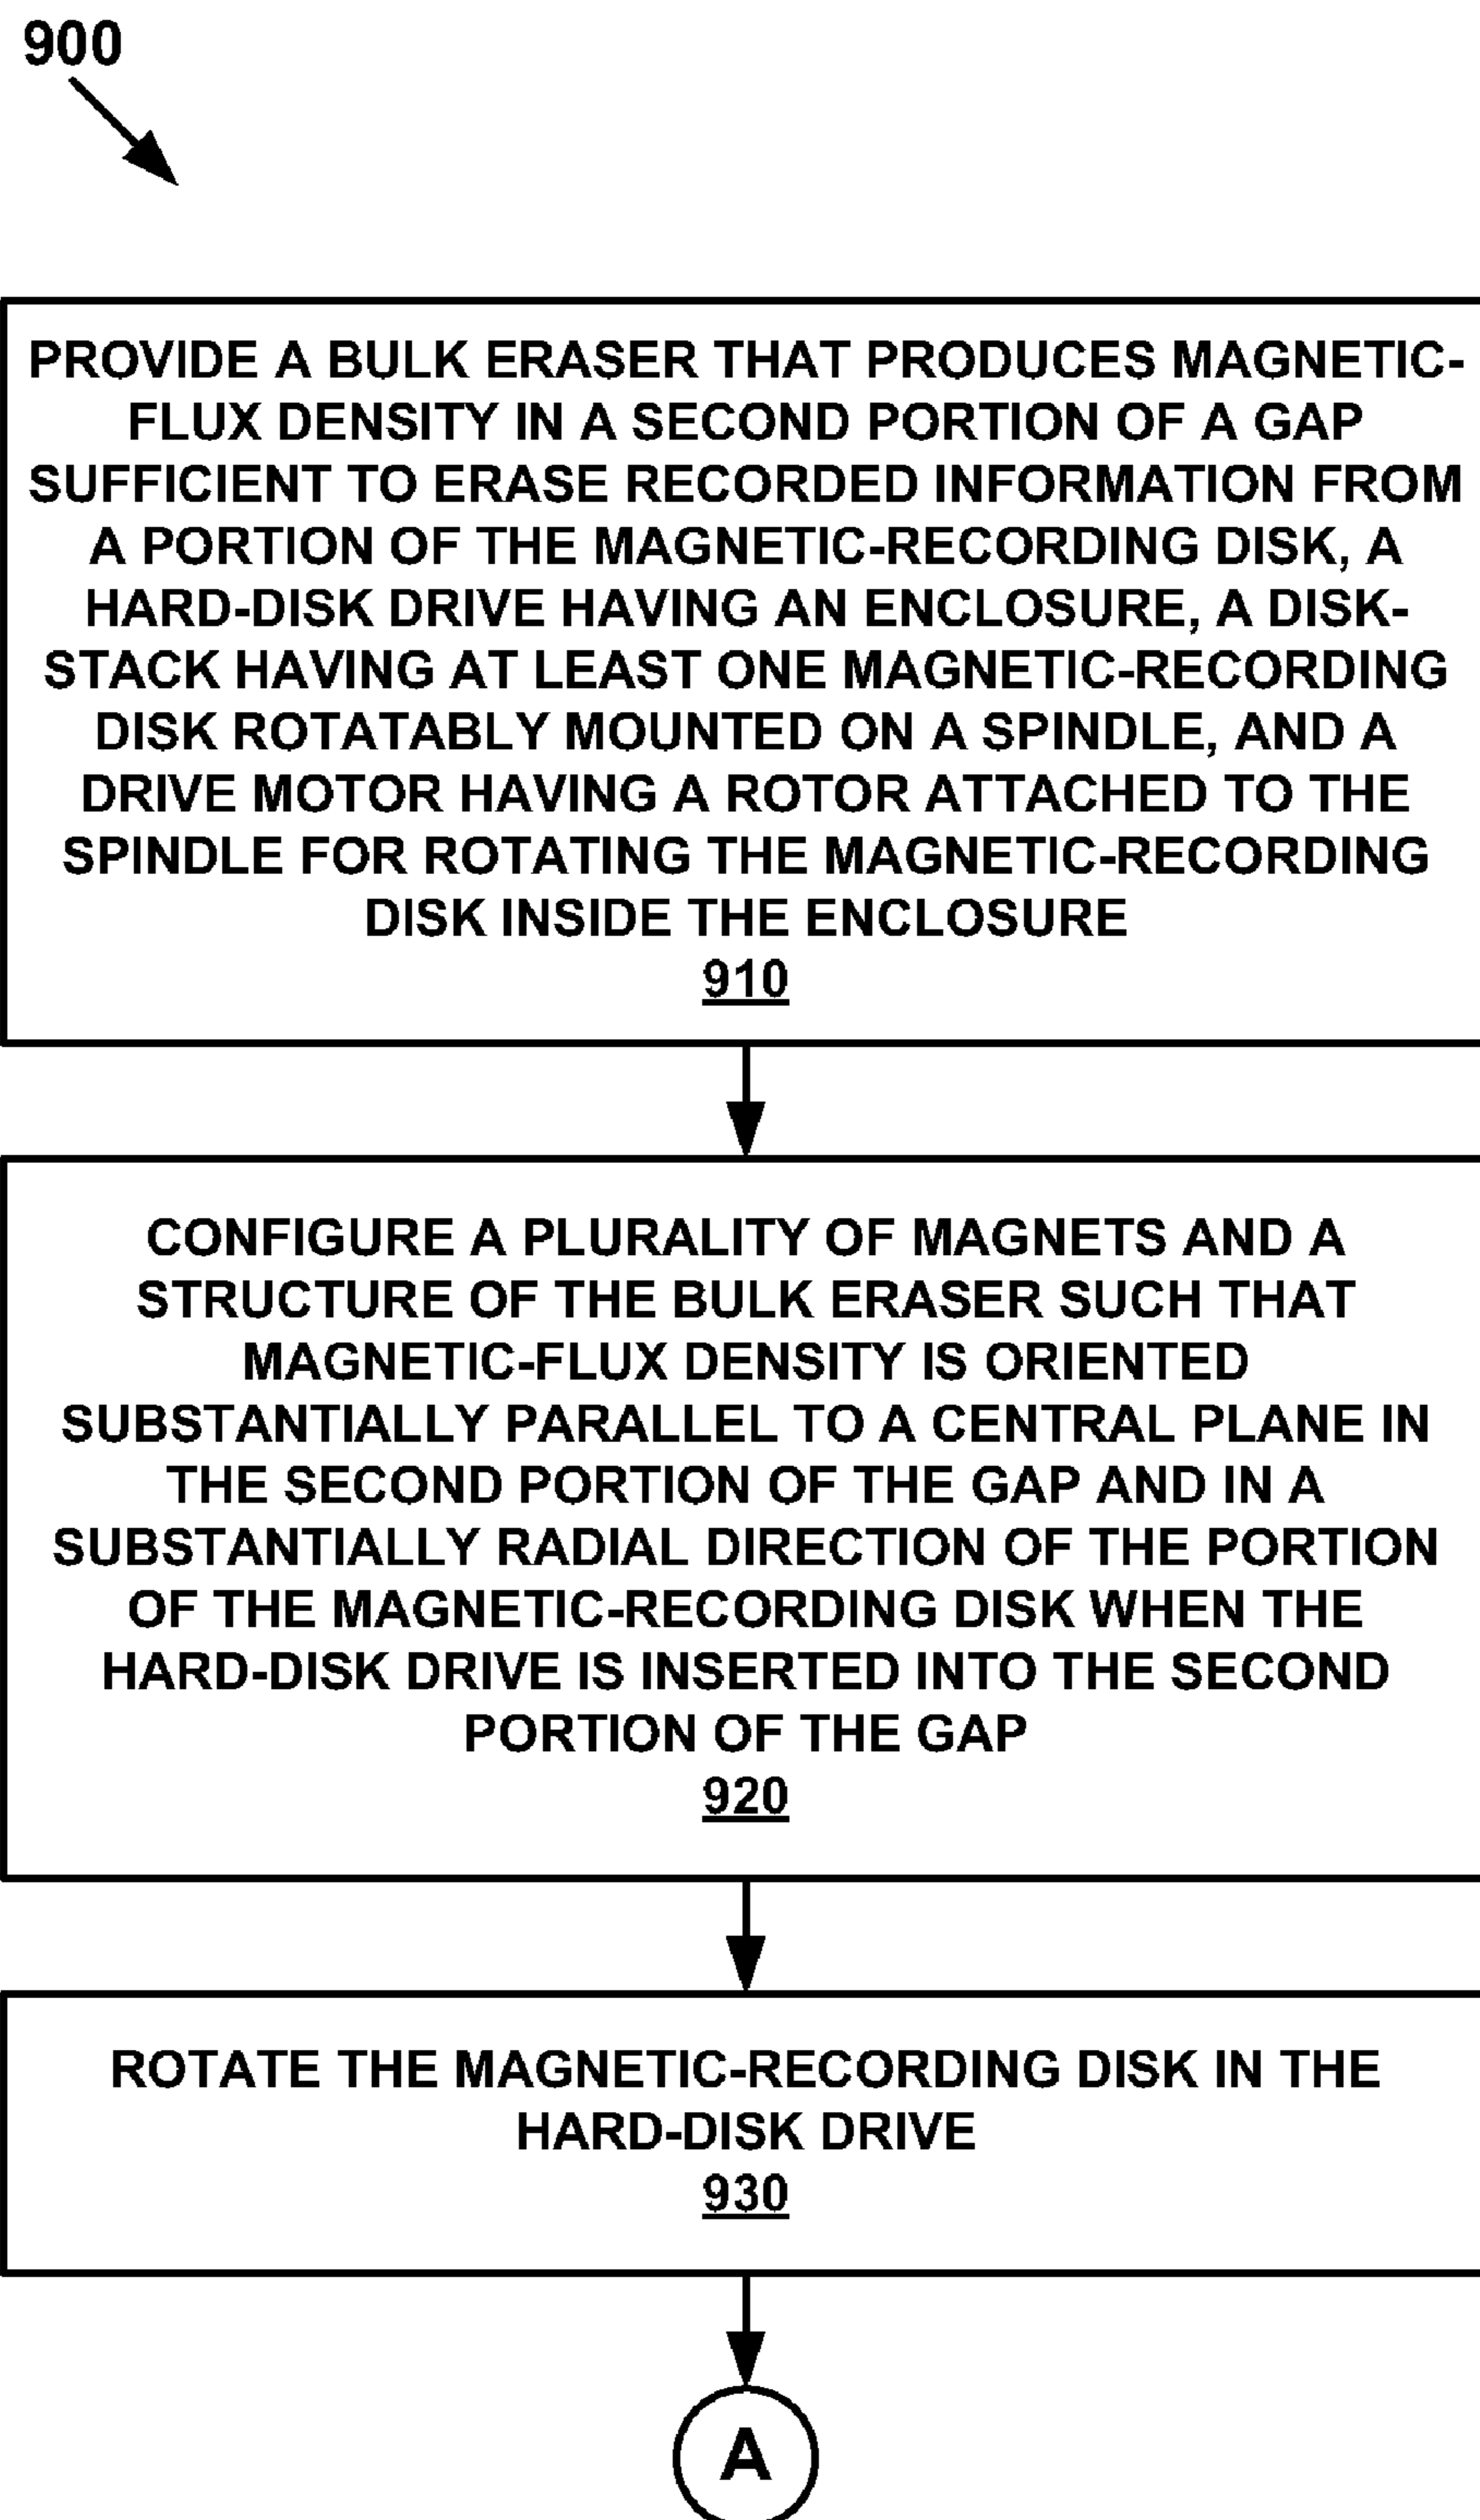 900
PROVIDE A BULK ERASER THAT PRODUCES MAGNETIC-
FLUX DENSITY IN A SECOND PORTION OF A GAP
SUFFICIENT TO ERASE RECORDED INFORMATION FROM
A PORTION OF THE MAGNETIC-RECORDING DISK, A
HARD-DISK DRIVE HAVING AN ENCLOSURE, A DISK-
STACK HAVING AT LEAST ONE MAGNETIC-RECORDING
DISK ROTATABLY MOUNTED ON A SPINDLE, AND A
DRIVE MOTOR HAVING A ROTOR ATTACHED TO THE
SPINDLE FOR ROTATING THE MAGNETIC-RECORDING
DISK INSIDE THE ENCLOSURE
910
CONFIGURE A PLURALITY OF MAGNETS AND A
STRUCTURE OF THE BULK ERASER SUCH THAT
MAGNETIC-FLUX DENSITY IS ORIENTED
SUBSTANTIALLY PARALLEL TO A CENTRAL PLANE IN
THE SECOND PORTION OF THE GAP AND IN A
SUBSTANTIALLY RADIAL DIRECTION OF THE PORTION
OF THE MAGNETIC-RECORDING DISK WHEN THE
HARD-DISK DRIVE IS INSERTED INTO THE SECOND
PORTION OF THE GAP
920
ROTATE THE MAGNETIC-RECORDING DISK IN THE
HARD-DISK DRIVE
930
A